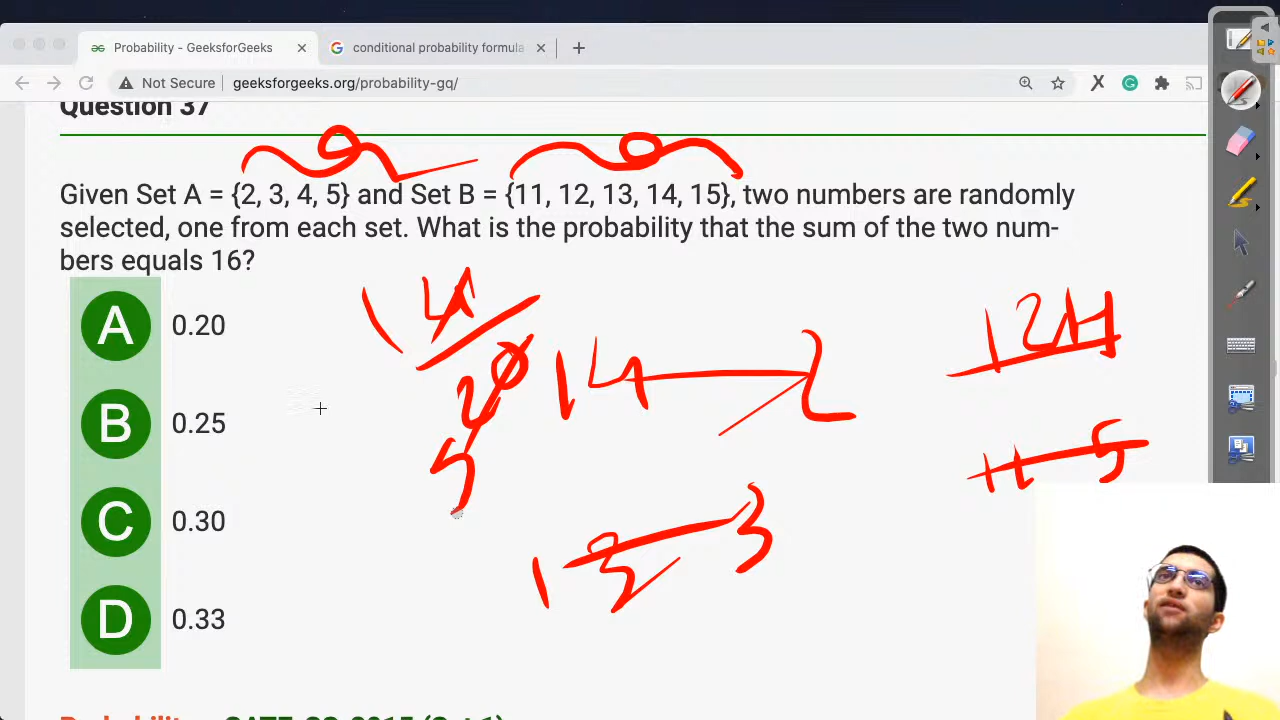 Probability - GeeksforGeeks
conditional probability formula
Not Secure
geeksforgeeks.org/probability-gq/
Question 37
Given Set A = {2, 3, 4, 5} and Set B = {11, 12, 13, 14, 15}, two numbers are randomly
selected, one from each set. What is the probability that the sum of the two num-
bers equals 16?
A 0.20
B 0.25
C 0.30
D 0.33
1 4
20
5
14 2
12 4
11 5
13 3